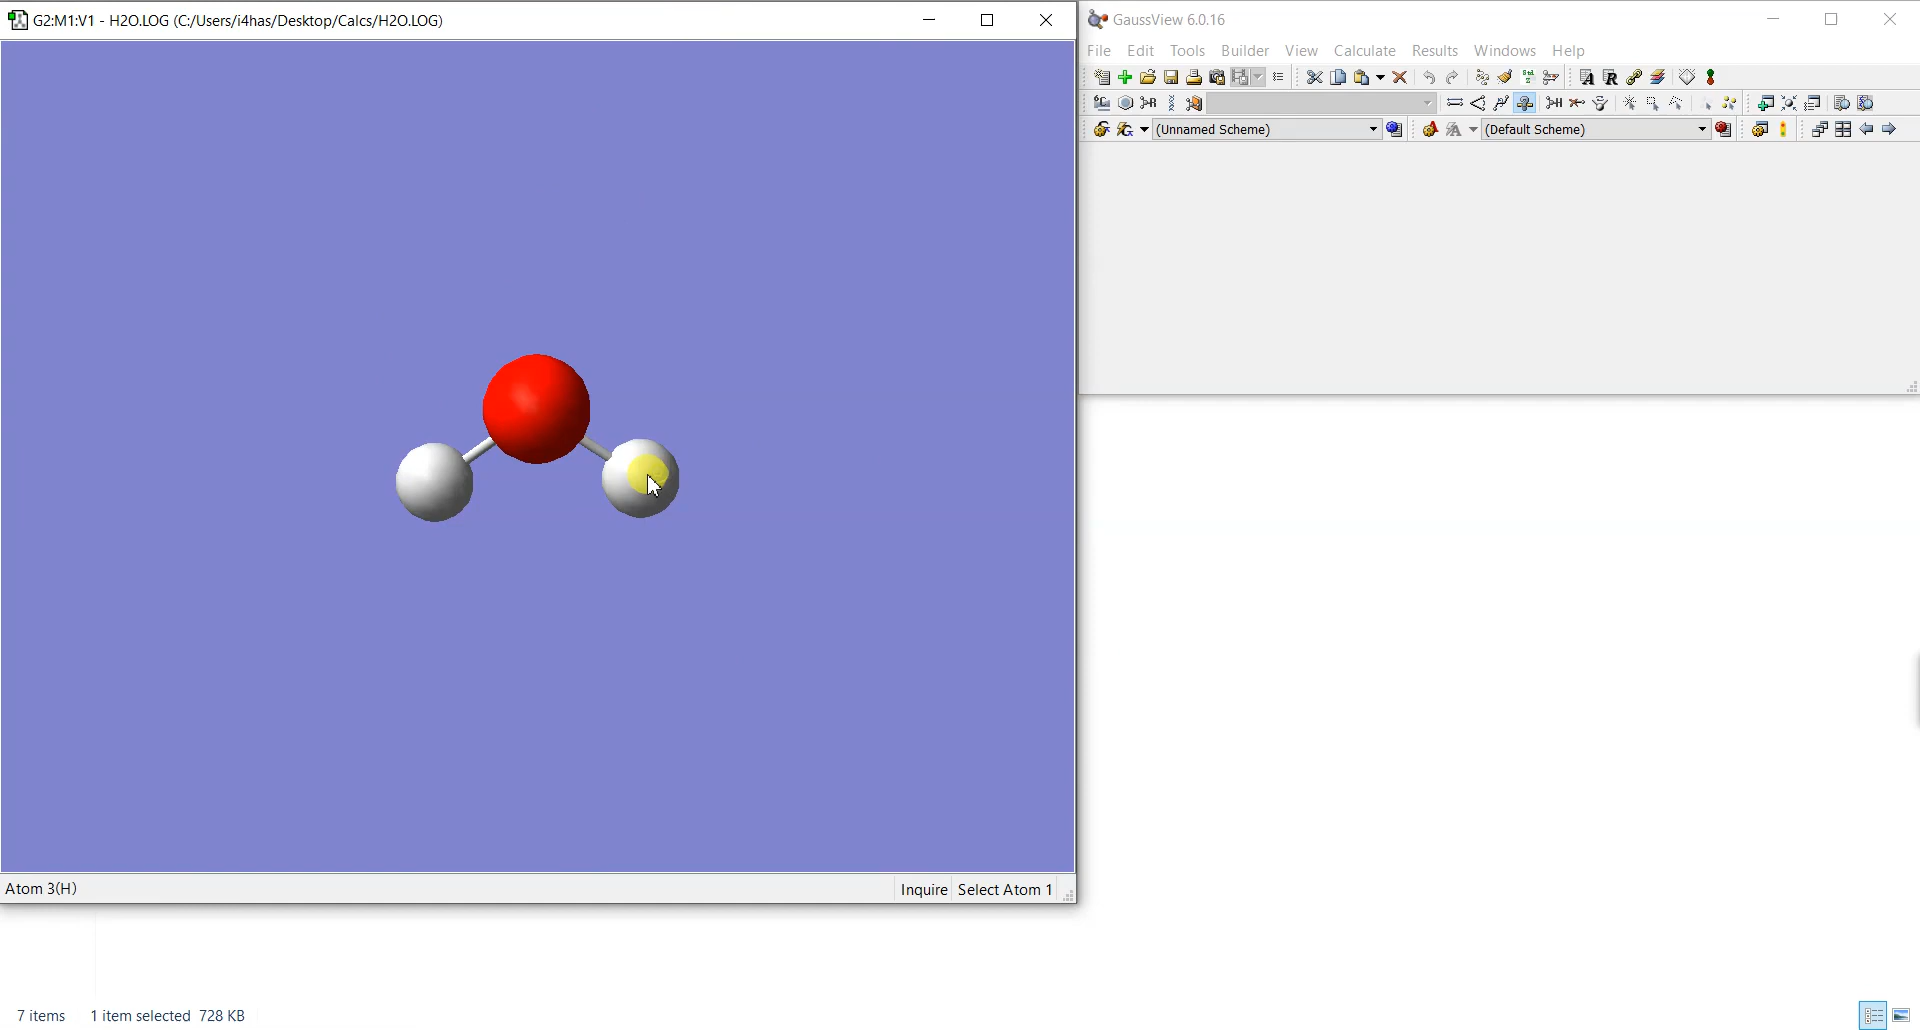 G2:M1:V1 - H2O.LOG (C:/Users/i4has/Desktop/Calcs/H2O.LOG)
GaussView 6.0.16
File Edit Tools Builder View Calculate Results Windows Help
(Unnamed Scheme) (Default Scheme)
Atom 3(H) Inquire Select Atom 1
7 items 1 item selected 728 KB